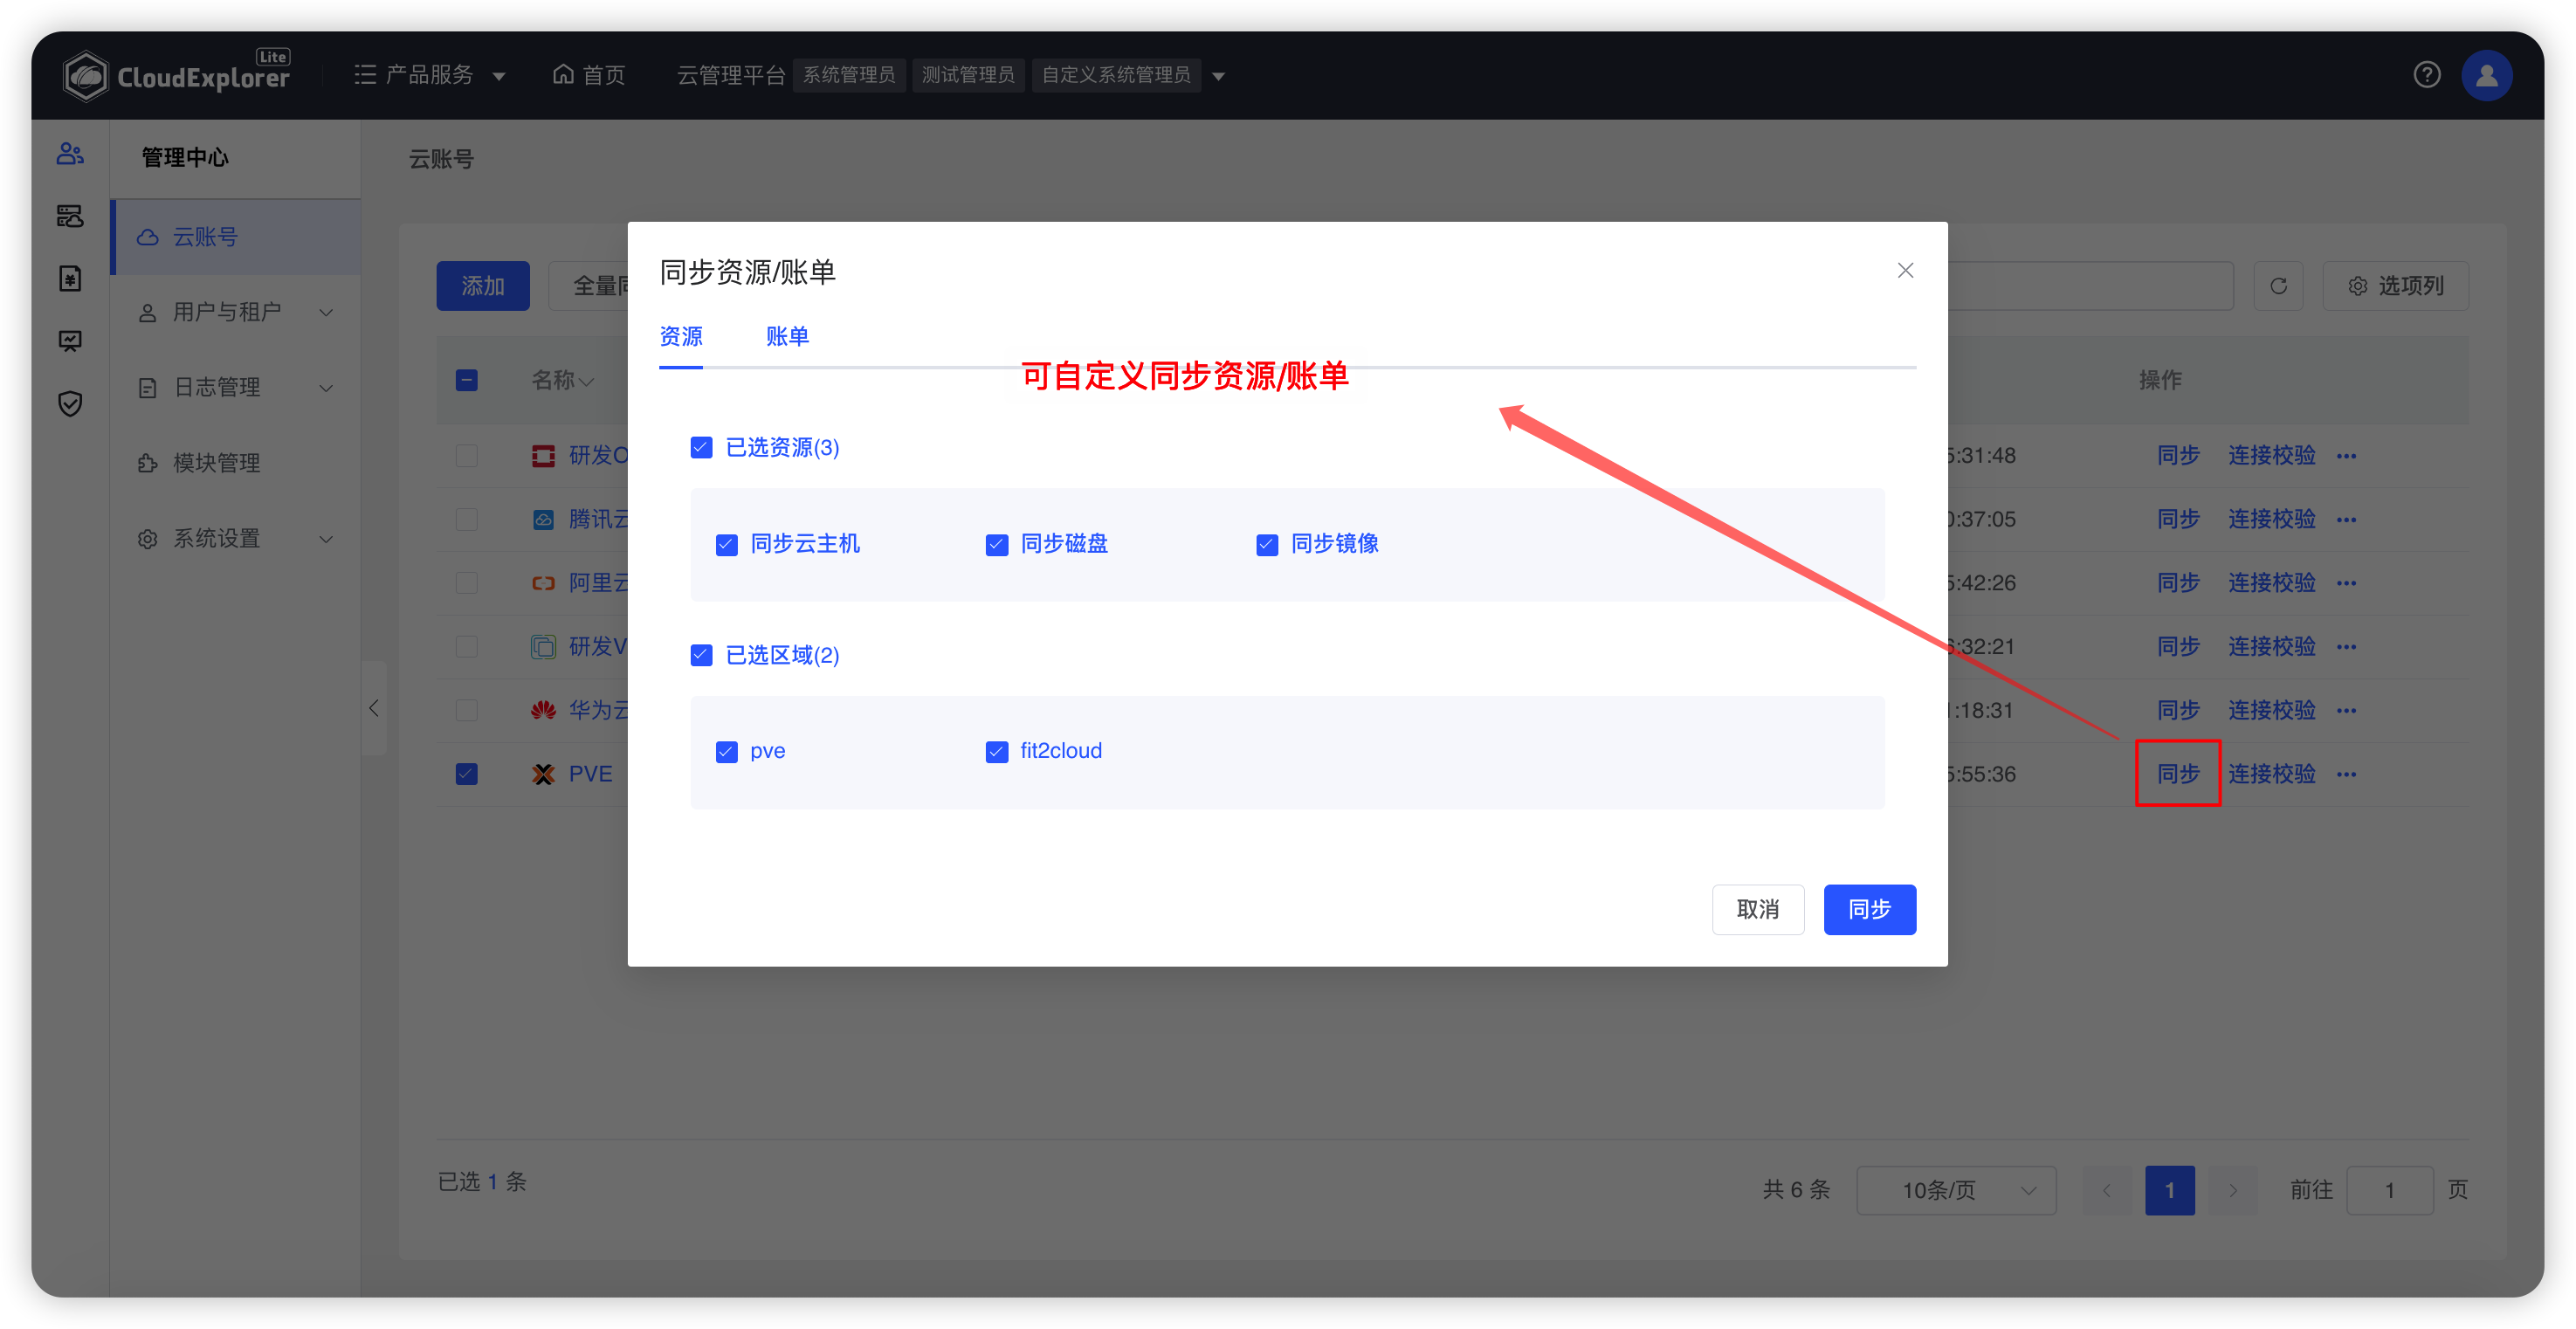 CloudExplorer Lite
产品服务
首页
云管理平台 系统管理员 测试管理员 自定义系统管理员
管理中心
云账号
用户与租户
日志管理
模块管理
系统设置
云账号
添加
全量同
选项列
名称
操作
研发O
5:31:48
同步 连接校验
腾讯云
0:37:05
同步 连接校验
阿里云
5:42:26
同步 连接校验
研发V
6:32:21
同步 连接校验
华为云
:18:31
同步 连接校验
PVE
5:55:36
同步 连接校验
同步资源/账单
资源 账单
可自定义同步资源/账单
已选资源(3)
同步云主机 同步磁盘 同步镜像
已选区域(2)
pve fit2cloud
取消 同步
已选 1 条
共 6 条 10条/页 1 前往 1 页